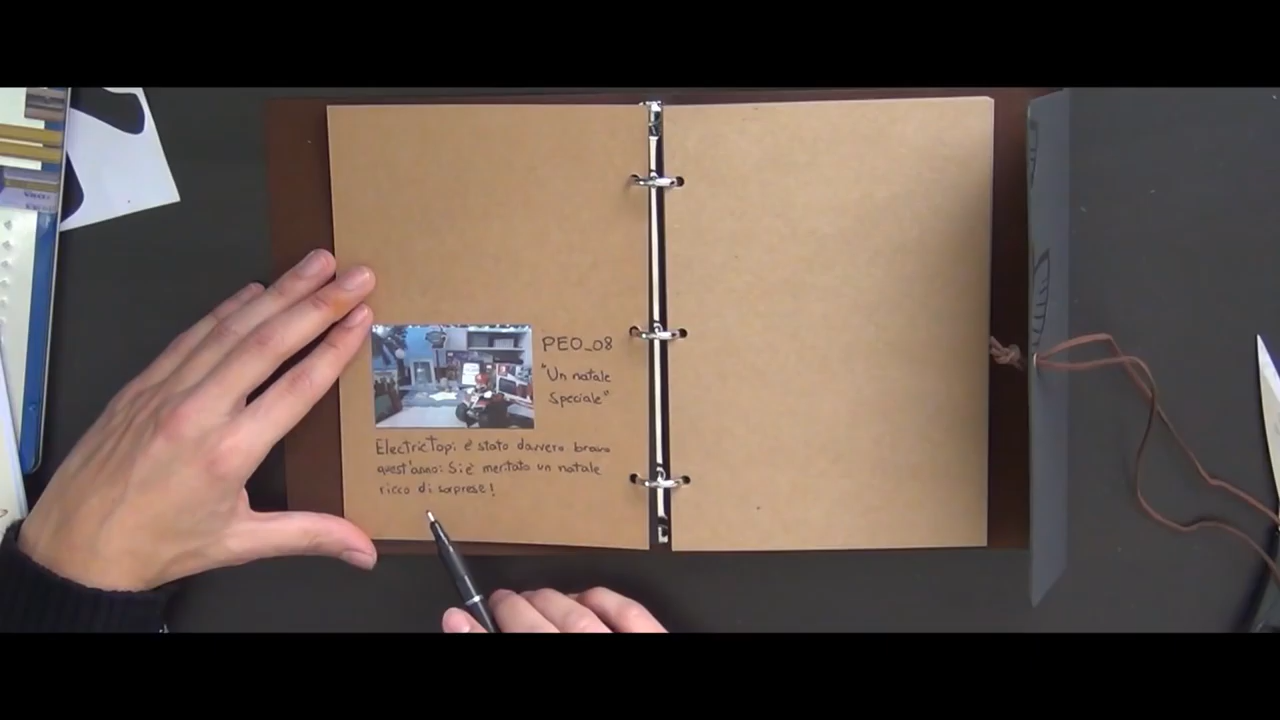 PEO_08
"Un natale
Speciale"
ElectricTopi è stato davvero bravo
quest'anno: Si è meritato un natale
ricco di sorprese!